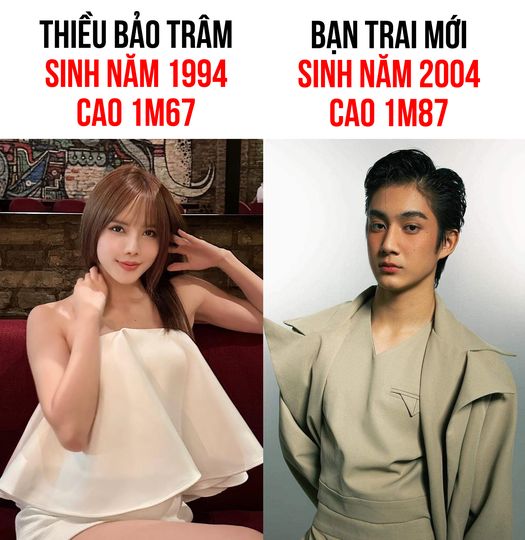 THIỀU BẢO TRÂM
SINH NĂM 1994
CAO 1M67
BẠN TRAI MỚI
SINH NĂM 2004
CAO 1M87